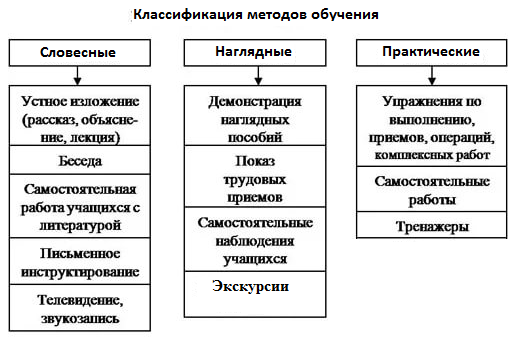 Классификация методов обучения
Словесные
Наглядные
Практические
Устное изложение
(рассказ, объясне-
ние, лекция)
Беседа
Самостоятельная
работа учащихся с
литературой
Письменное
инструктирование
Телевидение,
звукозапись
Демонстрация
наглядных
пособий
Показ
трудовых
приемов
Самостоятельные
наблюдения
учащихся
Экскурсии
Упражнения по
выполнению,
приемов, операций,
комплексных работ
Самостоятельные
работы
Тренажеры